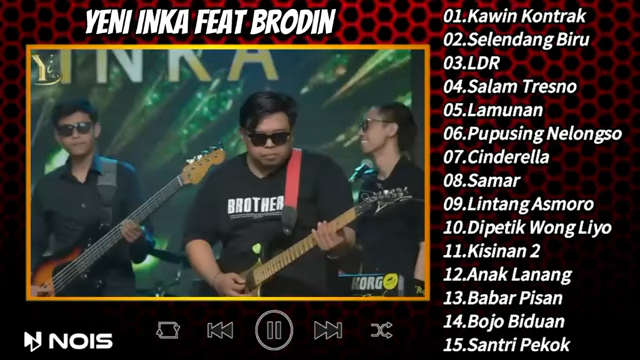 YENI INKA FEAT BRODIN
INKA
BROTHER
KORG
NOIS
01.Kawin Kontrak
02.Selendang Biru
03.LDR
04.Salam Tresno
05.Lamunan
06.Pupusing Nelongso
07.Cinderella
08.Samar
09.Lintang Asmoro
10.Dipetik Wong Liyo
11.Kisinan 2
12.Anak Lanang
13.Babar Pisan
14.Bojo Biduan
15.Santri Pekok